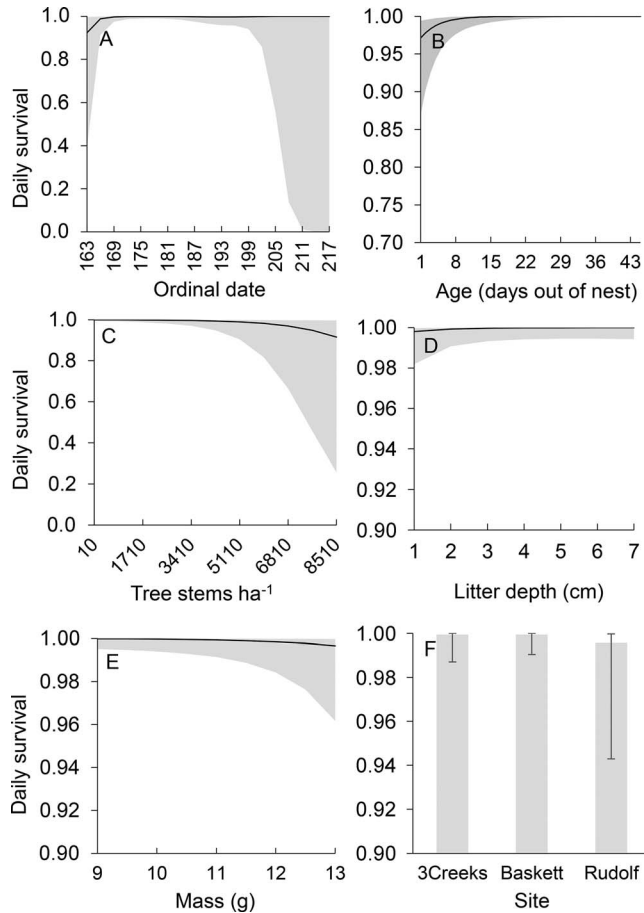 A
Daily survival
1.0
0.8
0.6
0.4
0.2
0.0
163 169 175 181 187 193 199 205 211 217
Ordinal date
B
1.00
0.95
0.90
0.85
0.80
0.75
0.70
1 8 15 22 29 36 43
Age (days out of nest)
C
Daily survival
1.0
0.8
0.6
0.4
0.2
0.0
10 1710 3410 5110 6810 8510
Tree stems ha⁻¹
D
1.00
0.98
0.96
0.94
0.92
0.90
1 2 3 4 5 6 7
Litter depth (cm)
E
Daily survival
1.00
0.98
0.96
0.94
0.92
0.90
9 10 11 12 13
Mass (g)
F
1.00
0.98
0.96
0.94
0.92
0.90
3Creeks Baskett Rudolf
Site